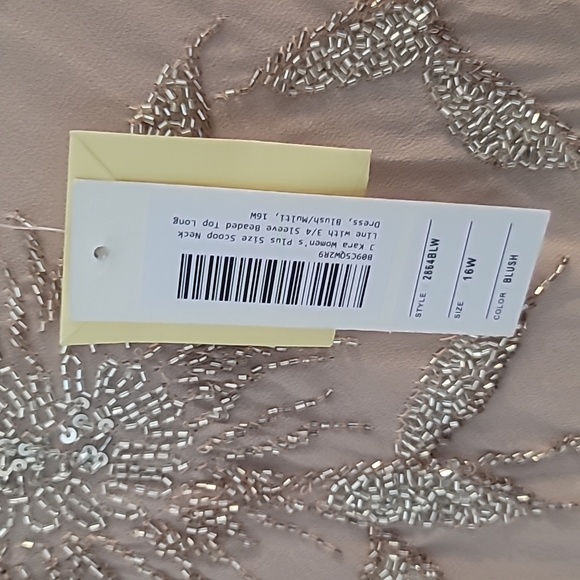 B09C5QW2R9
J Kara Women's Plus Size Scoop Neck
Line with 3/4 Sleeve Beaded Top Long
Dress, Blush/Multi, 16W
STYLE 2864BLW
SIZE 16W
COLOR BLUSH